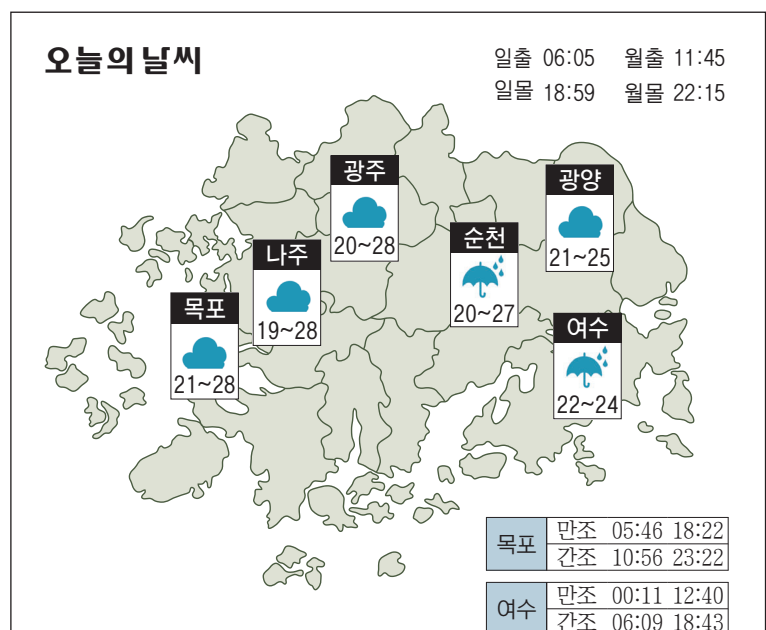 오늘의 날씨
일출 06:05 월출 11:45
일몰 18:59 월몰 22:15
광주
20~28
광양
21~25
순천
20~27
나주
19~28
목포
21~28
여수
22~24
목포
만조 05:46 18:22
간조 10:56 23:22
여수
만조 00:11 12:40
간조 06:09 18:43